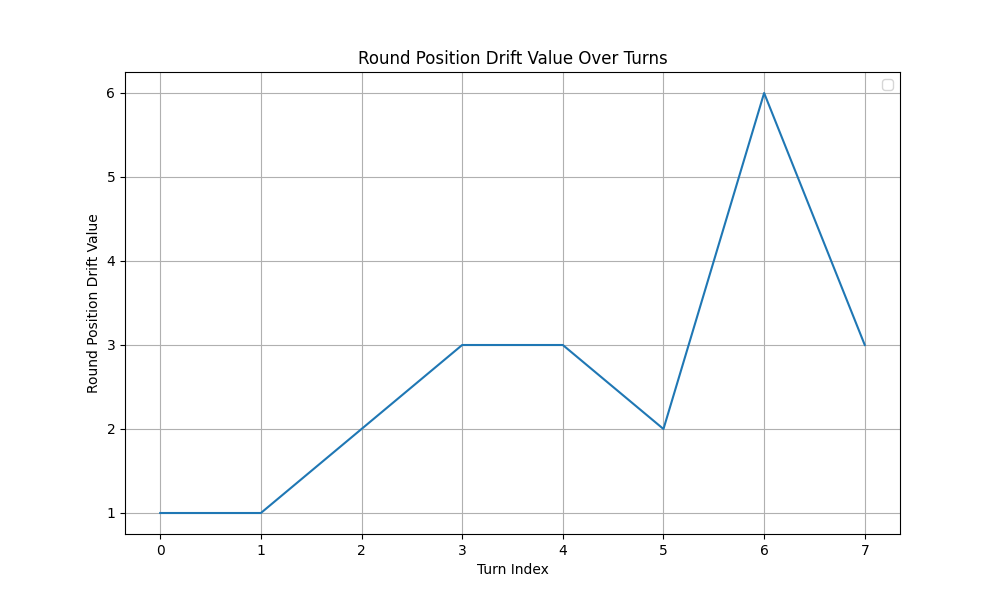 Round Position Drift Value Over Turns
6
5
4
3
2
1
Round Position Drift Value
0 1 2 3 4 5 6 7
Turn Index